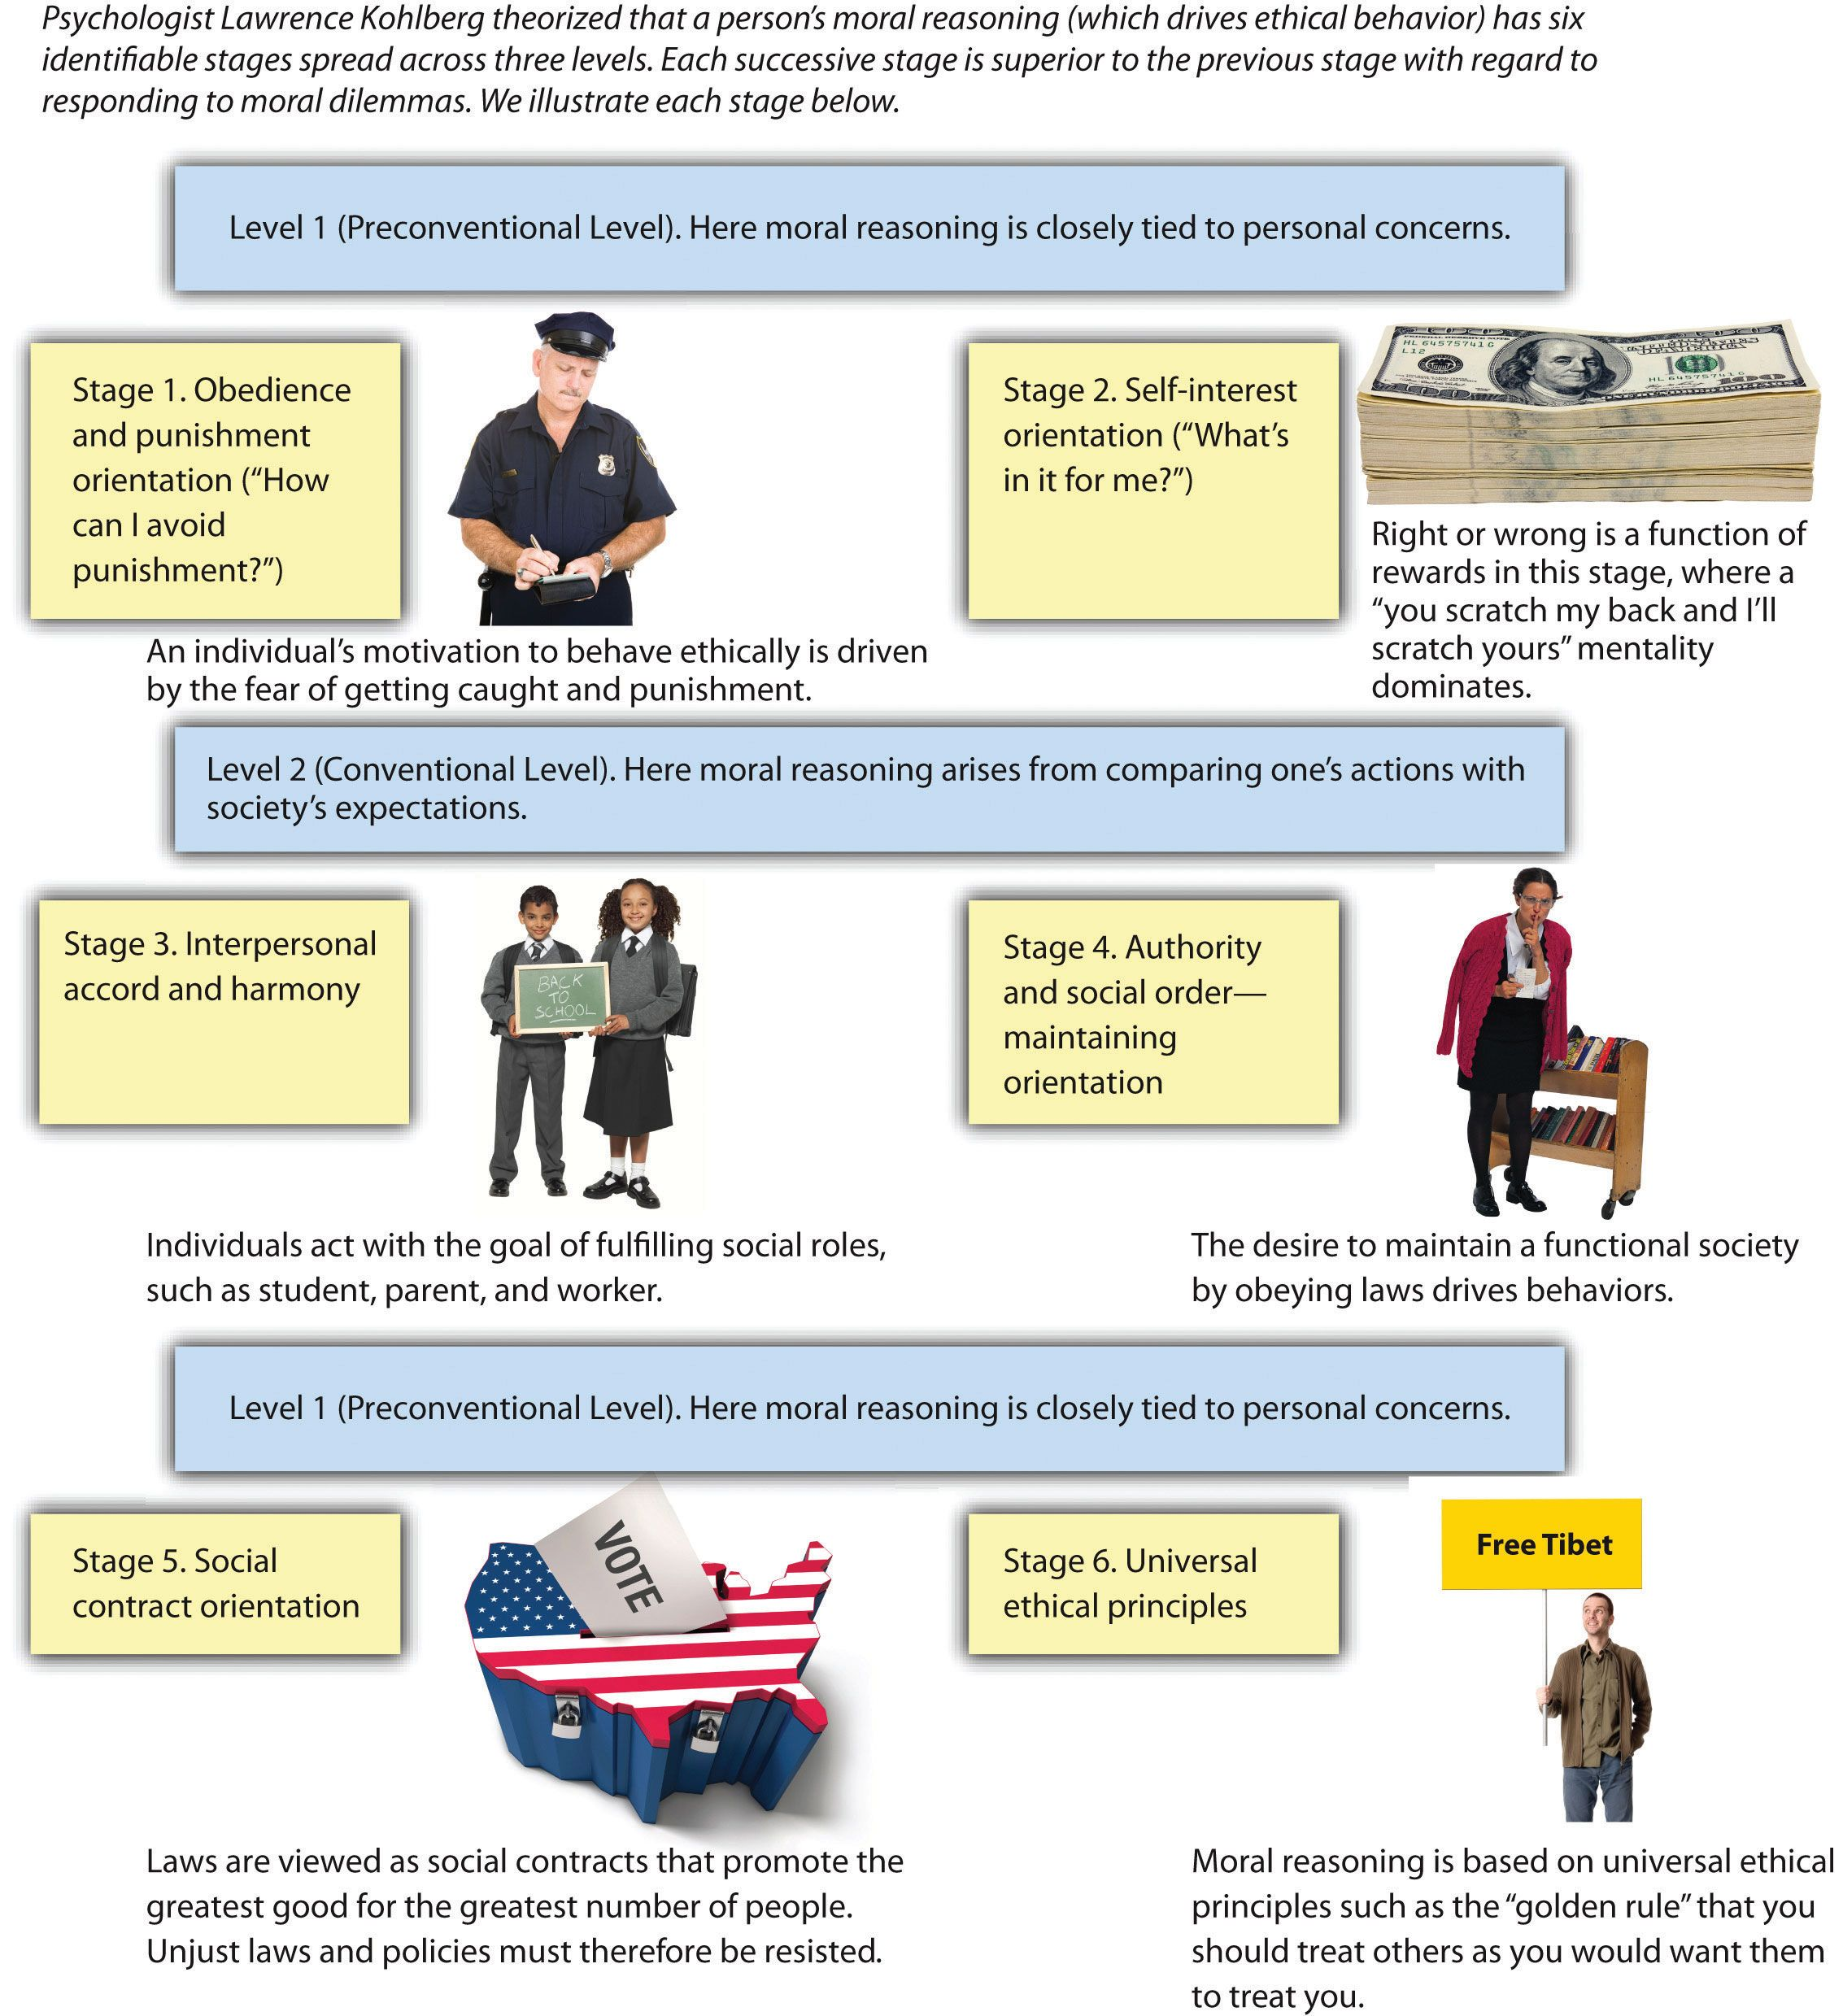 Psychologist Lawrence Kohlberg theorized that a person’s moral reasoning (which drives ethical behavior) has six
identifiable stages spread across three levels. Each successive stage is superior to the previous stage with regard to
responding to moral dilemmas. We illustrate each stage below.
Level 1 (Preconventional Level). Here moral reasoning is closely tied to personal concerns.
Stage 1. Obedience
and punishment
orientation (“How
can I avoid
punishment?”)
An individual’s motivation to behave ethically is driven
by the fear of getting caught and punishment.
Stage 2. Self-interest
orientation (“What’s
in it for me?”)
HL 64575741 G
L12
HL 64575741 G
100
Right or wrong is a function of
rewards in this stage, where a
“you scratch my back and I’ll
scratch yours” mentality
dominates.
Level 2 (Conventional Level). Here moral reasoning arises from comparing one’s actions with
society’s expectations.
Stage 3. Interpersonal
accord and harmony
BACK
TO
SCHOOL
Individuals act with the goal of fulfilling social roles,
such as student, parent, and worker.
Stage 4. Authority
and social order—
maintaining
orientation
The desire to maintain a functional society
by obeying laws drives behaviors.
Level 1 (Preconventional Level). Here moral reasoning is closely tied to personal concerns.
Stage 5. Social
contract orientation
VOTE
Laws are viewed as social contracts that promote the
greatest good for the greatest number of people.
Unjust laws and policies must therefore be resisted.
Stage 6. Universal
ethical principles
Free Tibet
Moral reasoning is based on universal ethical
principles such as the “golden rule” that you
should treat others as you would want them
to treat you.